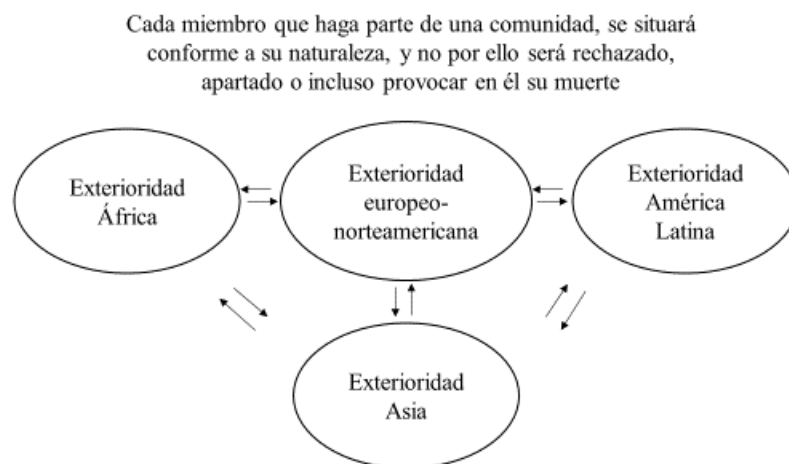 Cada miembro que haga parte de una comunidad, se situará
conforme a su naturaleza, y no por ello será rechazado,
apartado o incluso provocar en él su muerte
Exterioridad
África
Exterioridad
europeo-
norteamericana
Exterioridad
América
Latina
Exterioridad
Asia